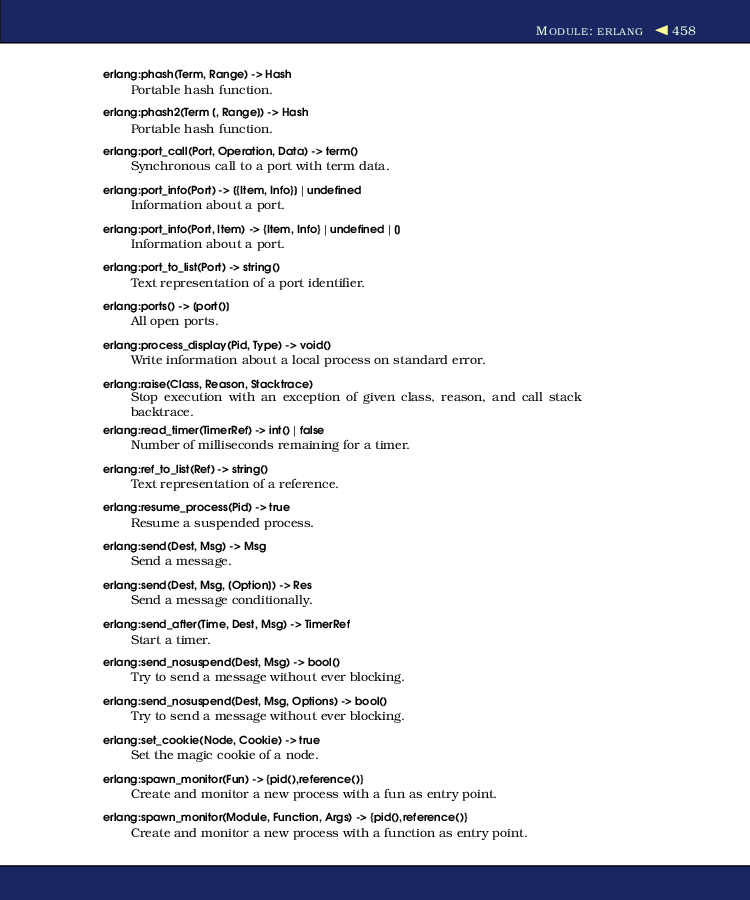 MODULE: ERLANG ◀ 458
erlang:phash(Term, Range) -> Hash
Portable hash function.
erlang:phash2(Term [, Range]) -> Hash
Portable hash function.
erlang:port_call(Port, Operation, Data) -> term()
Synchronous call to a port with term data.
erlang:port_info(Port) -> [{Item, Info}] | undefined
Information about a port.
erlang:port_info(Port, Item) -> {Item, Info} | undefined | []
Information about a port.
erlang:port_to_list(Port) -> string()
Text representation of a port identifier.
erlang:ports() -> [port()]
All open ports.
erlang:process_display(Pid, Type) -> void()
Write information about a local process on standard error.
erlang:raise(Class, Reason, Stacktrace)
Stop execution with an exception of given class, reason, and call stack
backtrace.
erlang:read_timer(TimerRef) -> int() | false
Number of milliseconds remaining for a timer.
erlang:ref_to_list(Ref) -> string()
Text representation of a reference.
erlang:resume_process(Pid) -> true
Resume a suspended process.
erlang:send(Dest, Msg) -> Msg
Send a message.
erlang:send(Dest, Msg, [Option]) -> Res
Send a message conditionally.
erlang:send_after(Time, Dest, Msg) -> TimerRef
Start a timer.
erlang:send_nosuspend(Dest, Msg) -> bool()
Try to send a message without ever blocking.
erlang:send_nosuspend(Dest, Msg, Options) -> bool()
Try to send a message without ever blocking.
erlang:set_cookie(Node, Cookie) -> true
Set the magic cookie of a node.
erlang:spawn_monitor(Fun) -> {pid(),reference()}
Create and monitor a new process with a fun as entry point.
erlang:spawn_monitor(Module, Function, Args) -> {pid(),reference()}
Create and monitor a new process with a function as entry point.